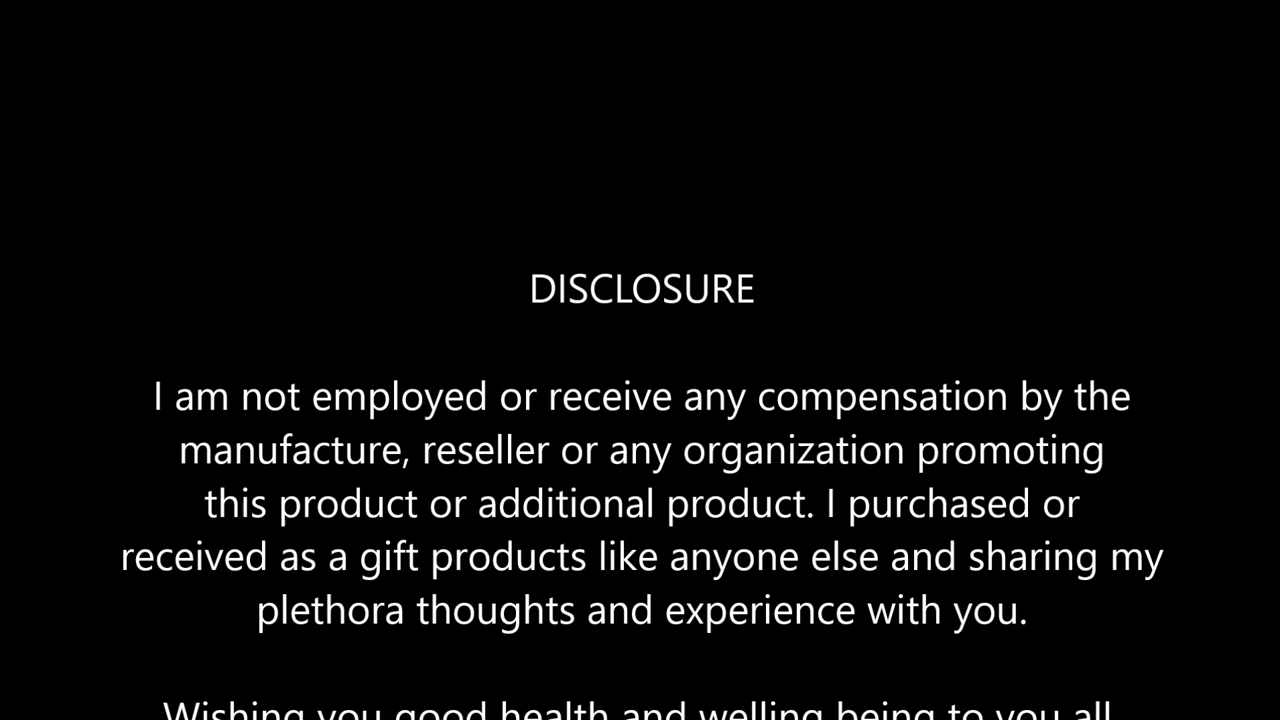 DISCLOSURE
I am not employed or receive any compensation by the
manufacture, reseller or any organization promoting
this product or additional product. I purchased or
received as a gift products like anyone else and sharing my
plethora thoughts and experience with you.
Wishing you good health and welling being to you all